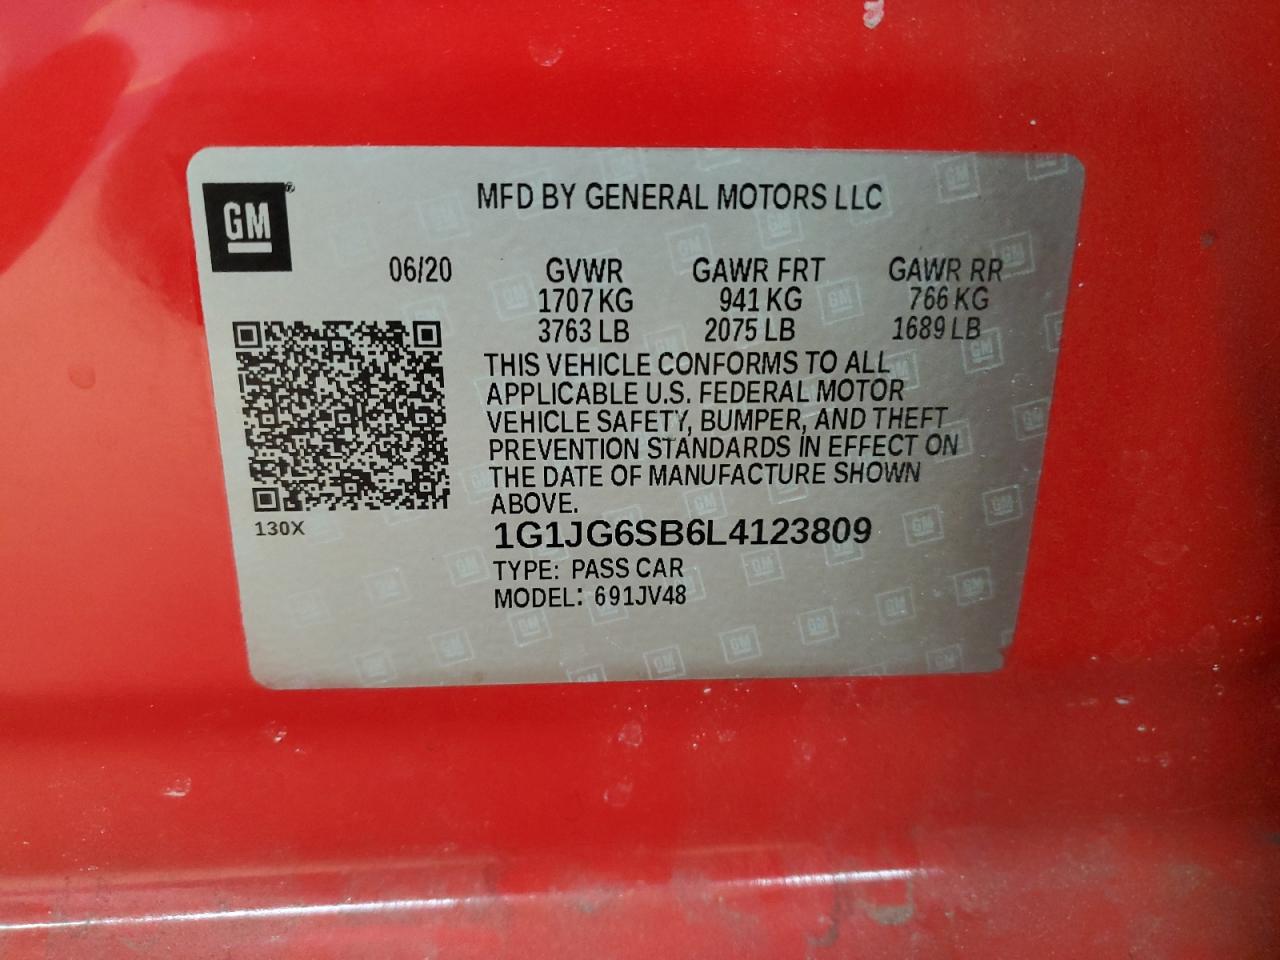 GM
MFD BY GENERAL MOTORS LLC
06/20 GVWR GAWR FRT GAWR RR
1707 KG 941 KG 766 KG
3763 LB 2075 LB 1689 LB
THIS VEHICLE CONFORMS TO ALL
APPLICABLE U.S. FEDERAL MOTOR
VEHICLE SAFETY, BUMPER, AND THEFT
PREVENTION STANDARDS IN EFFECT ON
THE DATE OF MANUFACTURE SHOWN
ABOVE.
130X
1G1JG6SB6L4123809
TYPE: PASS CAR
MODEL: 691JV48